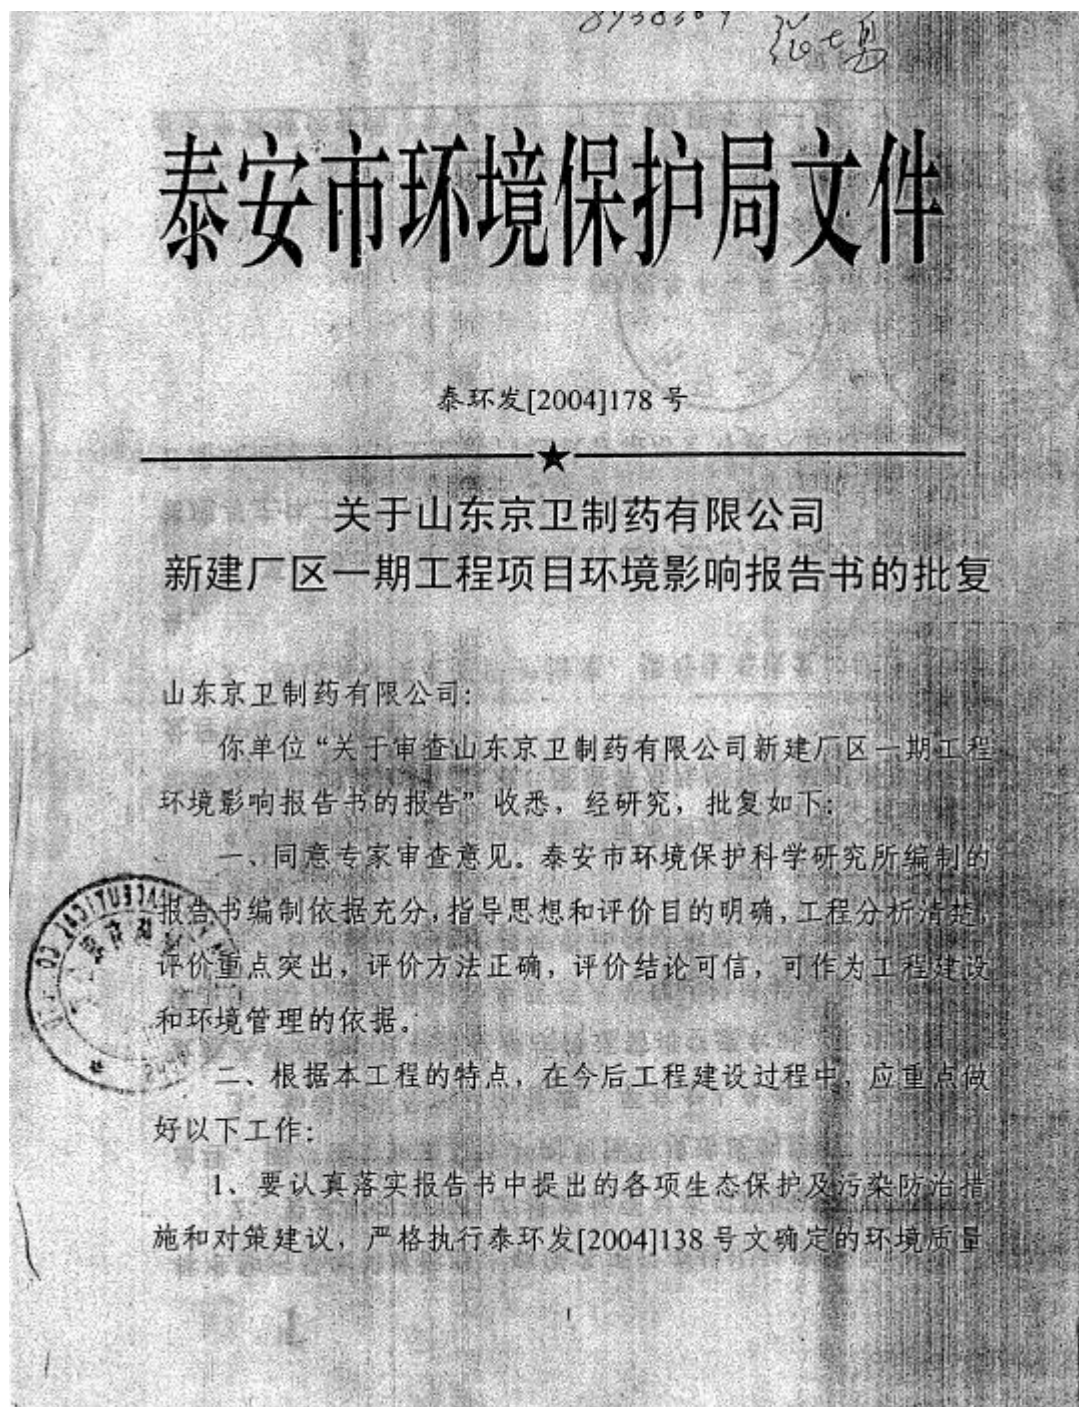 泰安市环境保护局文件
泰环发[2004]178 号
关于山东京卫制药有限公司
新建厂区一期工程项目环境影响报告书的批复
山东京卫制药有限公司:
你单位“关于审查山东京卫制药有限公司新建厂区一期工程
环境影响报告书的报告”收悉,经研究,批复如下:
一、同意专家审查意见。泰安市环境保护科学研究所编制的
报告书编制依据充分,指导思想和评价目的明确,工程分析清楚,
评价重点突出,评价方法正确,评价结论可信,可作为工程建设
和环境管理的依据。
二、根据本工程的特点,在今后工程建设过程中,应重点做
好以下工作:
1、要认真落实报告书中提出的各项生态保护及污染防治措
施和对策建议,严格执行泰环发[2004]138 号文确定的环境质量
1